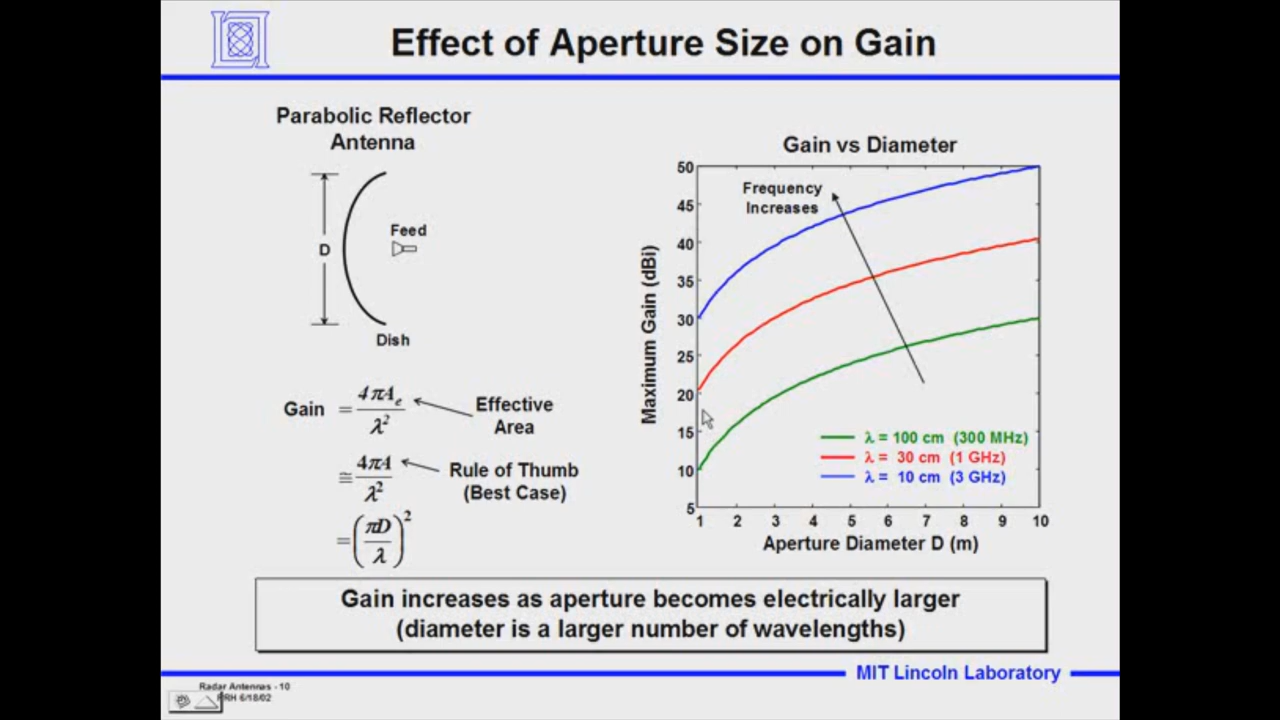 Effect of Aperture Size on Gain
Parabolic Reflector
Antenna
D
Feed
Dish
Gain = 4πAe / λ²
Effective
Area
≅ 4πA / λ²
Rule of Thumb
(Best Case)
= (πD / λ)²
Gain vs Diameter
Maximum Gain (dBi)
50
45
40
35
30
25
20
15
10
5
Frequency
Increases
λ = 100 cm (300 MHz)
λ = 30 cm (1 GHz)
λ = 10 cm (3 GHz)
1 2 3 4 5 6 7 8 9 10
Aperture Diameter D (m)
Gain increases as aperture becomes electrically larger
(diameter is a larger number of wavelengths)
MIT Lincoln Laboratory
Radar Antennas - 10
RH 6/18/02